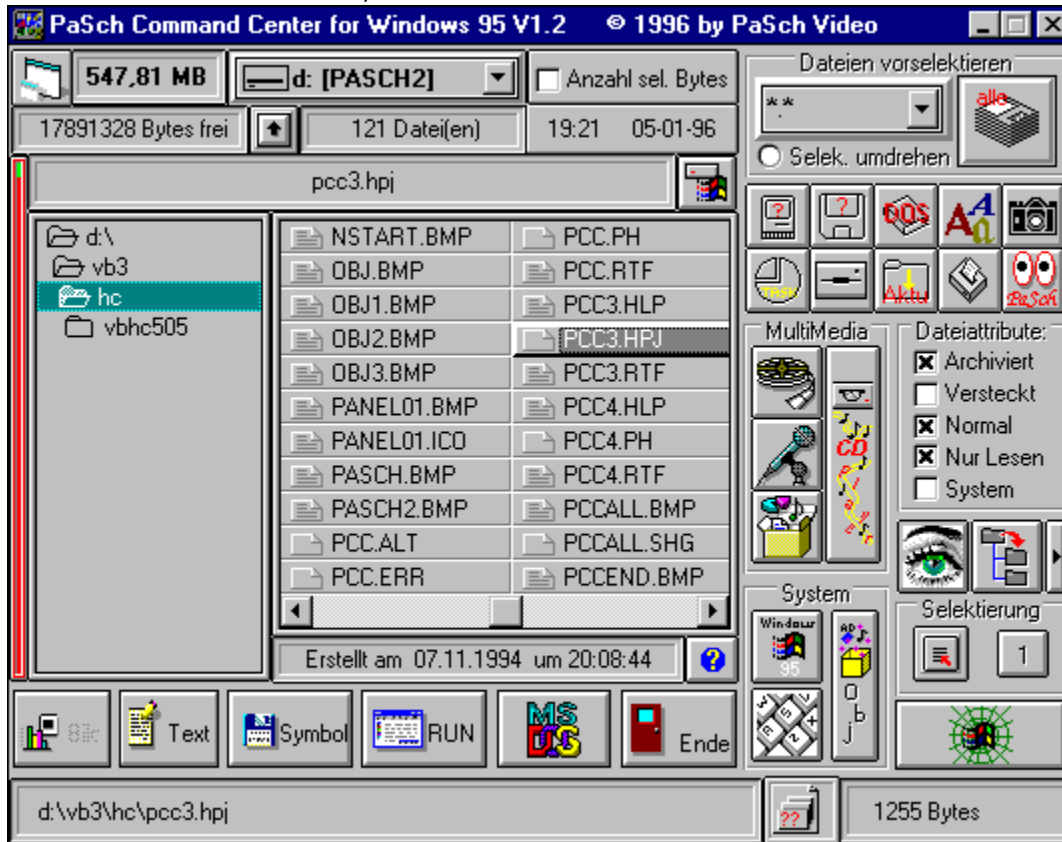 PaSch Command Center for Windows 95 V1.2 © 1996 by PaSch Video
547,81 MB
d: [PASCH2]
Anzahl sel. Bytes
17891328 Bytes frei
121 Datei(en)
19:21 05-01-96
pcc3.hpj
d:\
vb3
hc
vbhc505
NSTART.BMP
OBJ.BMP
OBJ1.BMP
OBJ2.BMP
OBJ3.BMP
PANEL01.BMP
PANEL01.ICO
PASCH.BMP
PASCH2.BMP
PCC.ALT
PCC.ERR
PCC.PH
PCC.RTF
PCC3.HLP
PCC3.HPJ
PCC3.RTF
PCC4.HLP
PCC4.PH
PCC4.RTF
PCCALL.BMP
PCCALL.SHG
PCCEND.BMP
Erstellt am 07.11.1994 um 20:08:44
?
Bild
Text
Symbol
RUN
MS
DOS
Ende
d:\vb3\hc\pcc3.hpj
Dateien vorselektieren
*.*
alle
Selek. umdrehen
?
?
DOS
AAa
TASK
Aktu
PaSch
MultiMedia
CD
Dateiattribute:
Archiviert
Versteckt
Normal
Nur Lesen
System
System
Windows
95
Obj
Selektierung
1
??
1255 Bytes